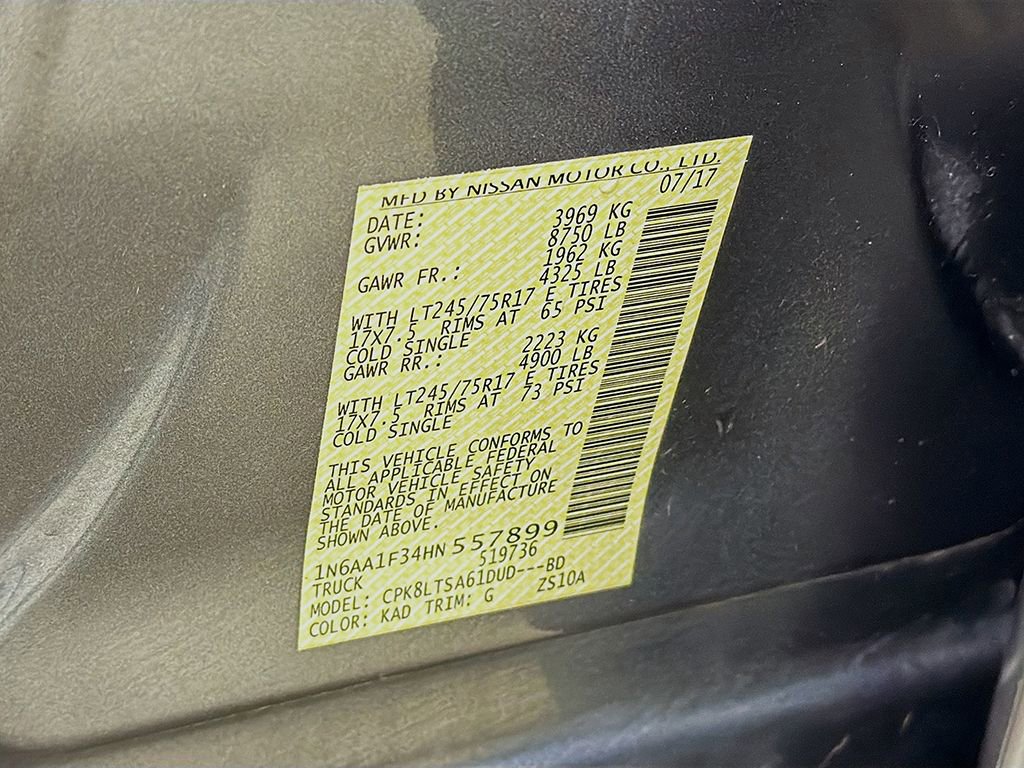 MFD BY NISSAN MOTOR CO., LTD.
DATE: 07/17
GVWR: 3969 KG
8750 LB
GAWR FR.: 1962 KG
4325 LB
WITH LT245/75R17 E TIRES
17X7.5 RIMS AT 65 PSI
COLD SINGLE
GAWR RR.: 2223 KG
4900 LB
WITH LT245/75R17 E TIRES
17X7.5 RIMS AT 73 PSI
COLD SINGLE
THIS VEHICLE CONFORMS TO
ALL APPLICABLE FEDERAL
MOTOR VEHICLE SAFETY
STANDARDS IN EFFECT ON
THE DATE OF MANUFACTURE
SHOWN ABOVE.
1N6AA1F34HN557899
TRUCK 519736
MODEL: CPK8LTSA61DUD---BD
COLOR: KAD TRIM: G ZS10A